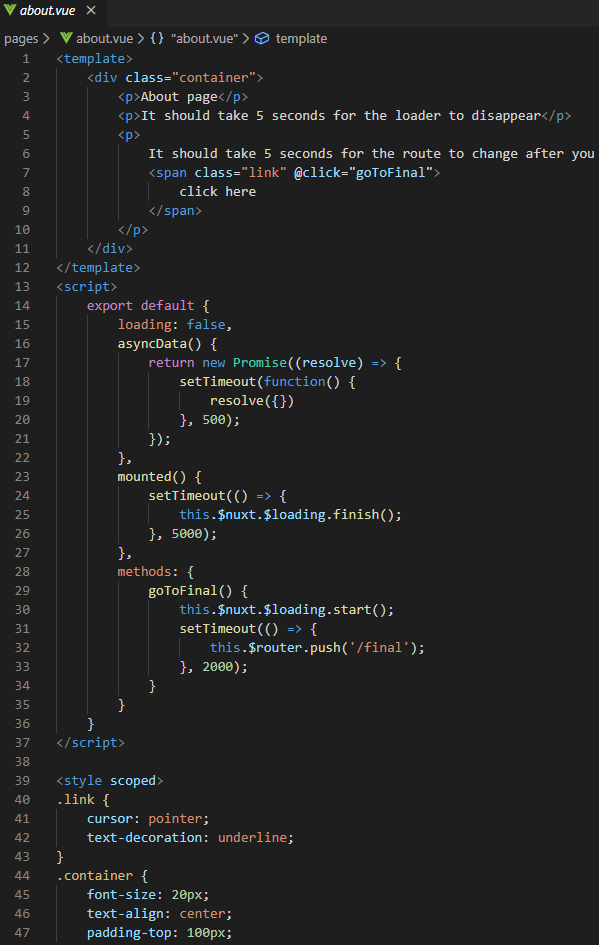 about.vue ×
pages > about.vue > {} "about.vue" > template
1 <template>
2 <div class="container">
3 <p>About page</p>
4 <p>It should take 5 seconds for the loader to disappear</p>
5 <p>
6 It should take 5 seconds for the route to change after you
7 <span class="link" @click="goToFinal">
8 click here
9 </span>
10 </p>
11 </div>
12 </template>
13 <script>
14 export default {
15 loading: false,
16 asyncData() {
17 return new Promise((resolve) => {
18 setTimeout(function() {
19 resolve({})
20 }, 500);
21 });
22 },
23 mounted() {
24 setTimeout(() => {
25 this.$nuxt.$loading.finish();
26 }, 5000);
27 },
28 methods: {
29 goToFinal() {
30 this.$nuxt.$loading.start();
31 setTimeout(() => {
32 this.$router.push('/final');
33 }, 2000);
34 }
35 }
36 }
37 </script>
38
39 <style scoped>
40 .link {
41 cursor: pointer;
42 text-decoration: underline;
43 }
44 .container {
45 font-size: 20px;
46 text-align: center;
47 padding-top: 100px;